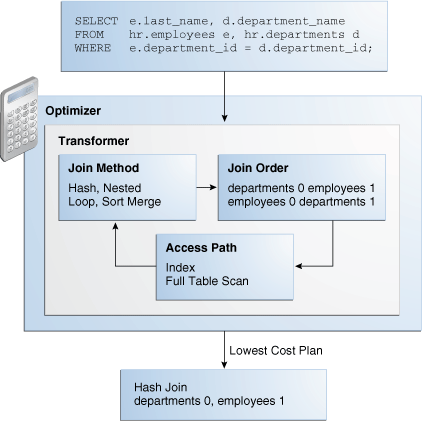 SELECT e.last_name, d.department_name
FROM hr.employees e, hr.departments d
WHERE e.department_id = d.department_id;
Optimizer
Transformer
Join Method
Hash, Nested
Loop, Sort Merge
Join Order
departments 0 employees 1
employees 0 departments 1
Access Path
Index
Full Table Scan
Lowest Cost Plan
Hash Join
departments 0, employees 1